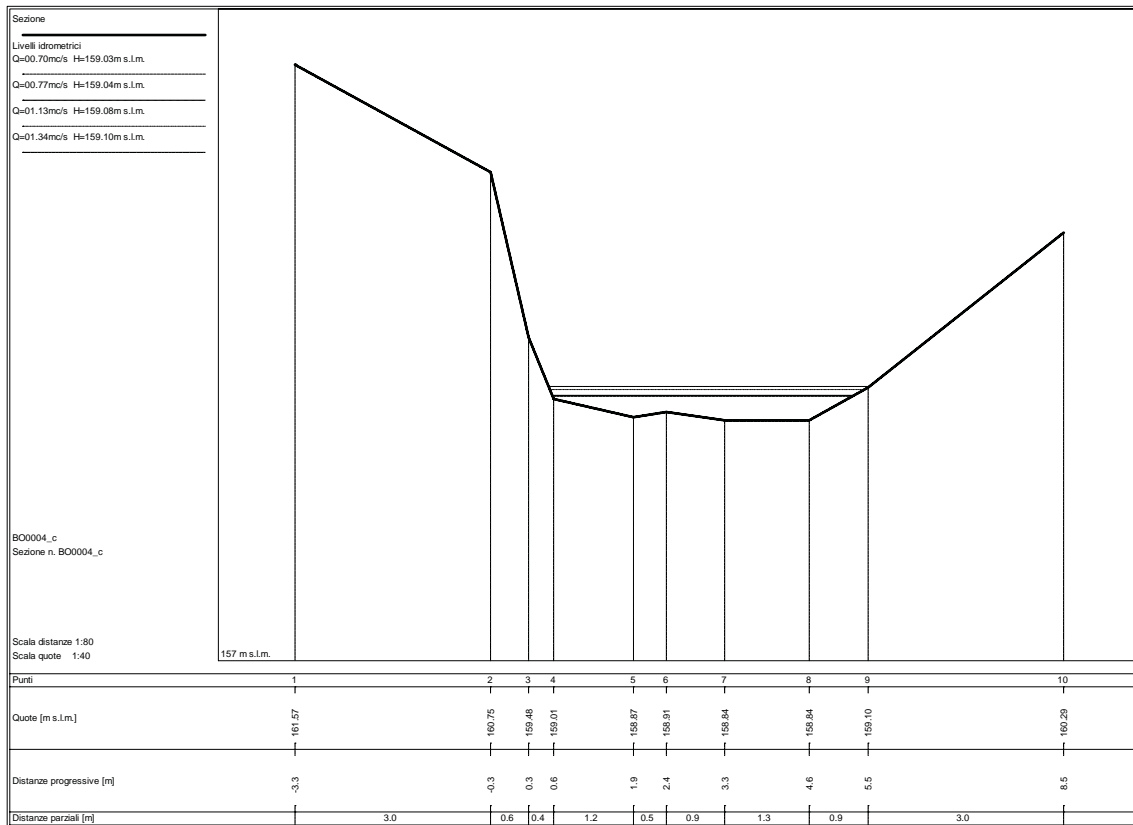 Sezione
Livelli idrometrici
Q=00.70mc/s H=159.03m s.l.m.
Q=00.77mc/s H=159.04m s.l.m.
Q=01.13mc/s H=159.08m s.l.m.
Q=01.34mc/s H=159.10m s.l.m.
BO0004_c
Sezione n. BO0004_c
Scala distanze 1:80
Scala quote 1:40
157 m s.l.m.
Punti 1 2 3 4 5 6 7 8 9 10
Quote [m s.l.m.] 161.57 160.75 159.48 159.01 158.87 158.91 158.84 158.84 159.10 160.29
Distanze progressive [m] -3.3 -0.3 0.3 0.6 1.9 2.4 3.3 4.6 5.5 8.5
Distanze parziali [m] 3.0 0.6 0.4 1.2 0.5 0.9 1.3 0.9 3.0